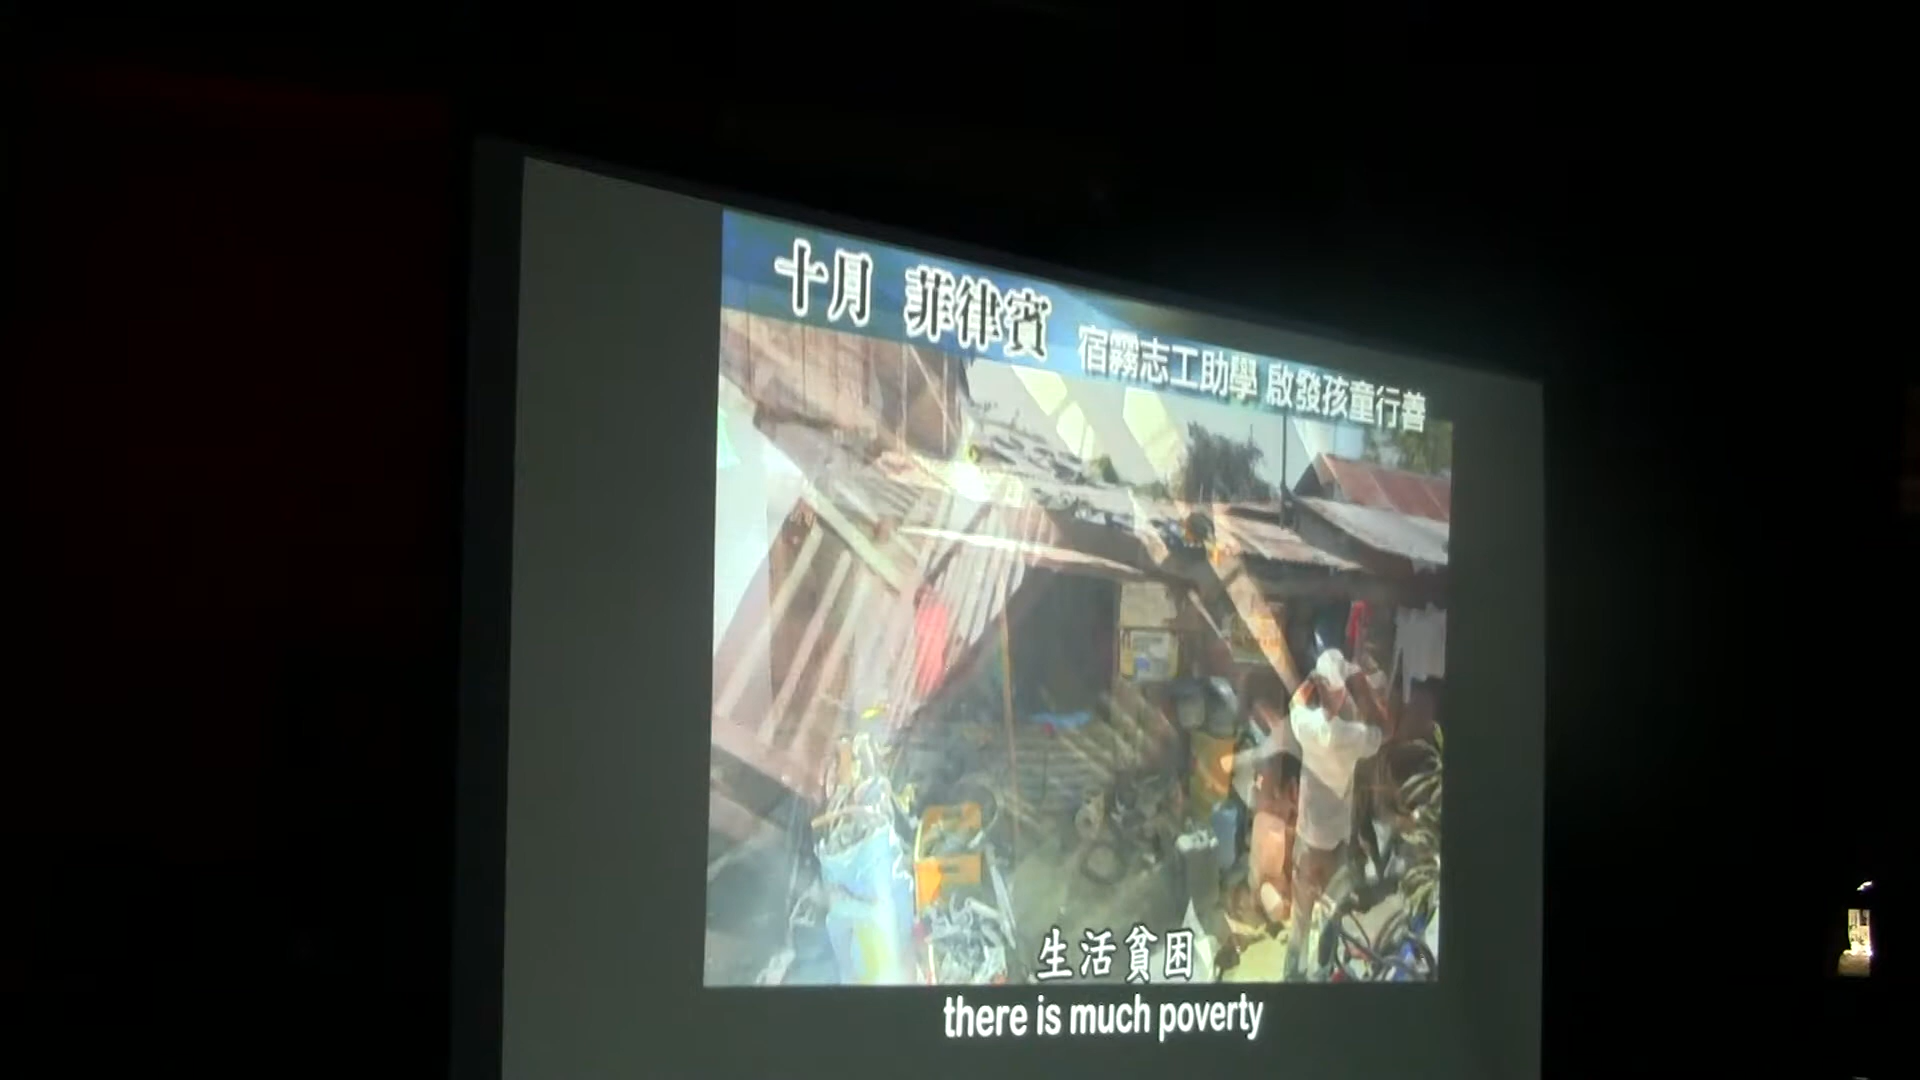 十月 菲律賓 宿霧志工助學 啟發孩童行善
生活貧困
there is much poverty